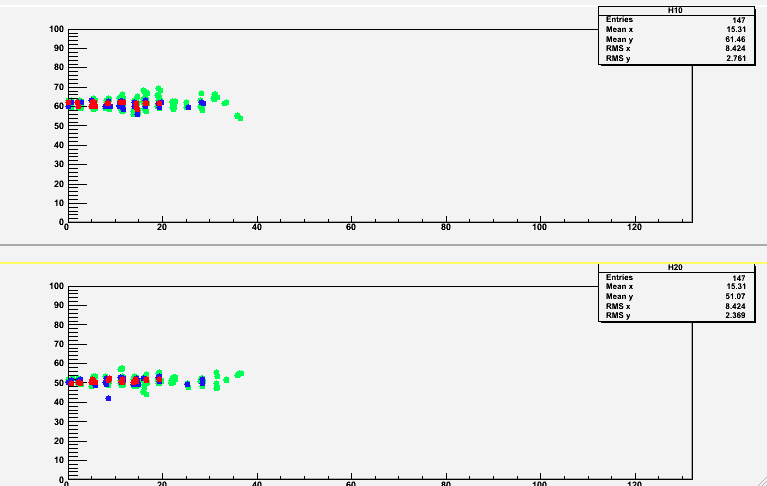 H10
Entries 147
Mean x 15.31
Mean y 61.46
RMS x 8.424
RMS y 2.761
100
90
80
70
60
50
40
30
20
10
0
0 20 40 60 80 100 120
H20
Entries 147
Mean x 15.31
Mean y 51.07
RMS x 8.424
RMS y 2.369
100
90
80
70
60
50
40
30
20
10
0
0 20 40 60 80 100 120